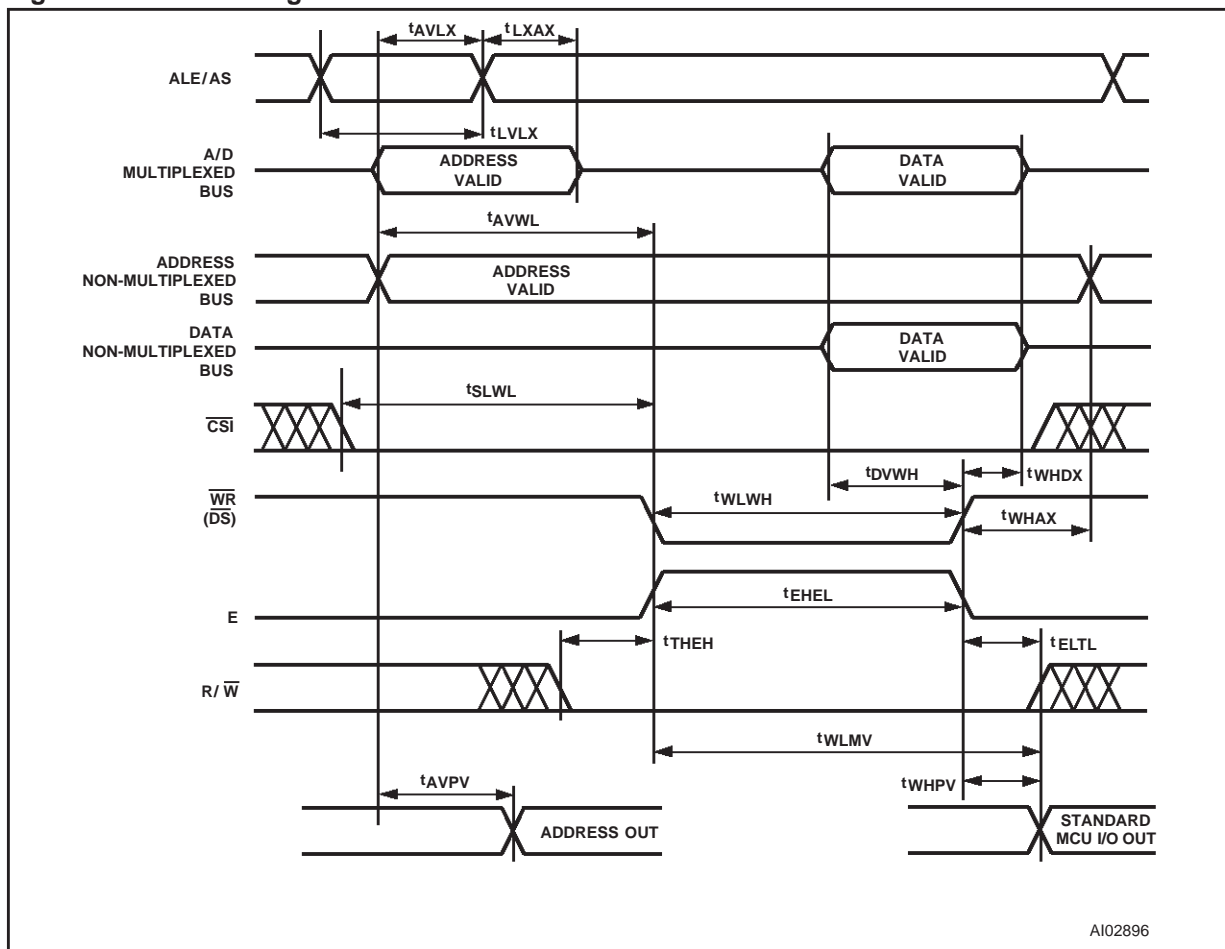 tAVLX
tLXAX
ALE/AS
tLVLX
A/D
MULTIPLEXED
BUS
ADDRESS
VALID
DATA
VALID
tAVWL
ADDRESS
NON-MULTIPLEXED
BUS
ADDRESS
VALID
DATA
NON-MULTIPLEXED
BUS
DATA
VALID
tSLWL
CSI
tDVWH
tWHDX
WR
(DS)
tWLWH
tWHAX
tEHEL
E
tTHEH
tELTL
R/ W
tWLMV
tAVPV
tWHPV
ADDRESS OUT
STANDARD
MCU I/O OUT
AI02896